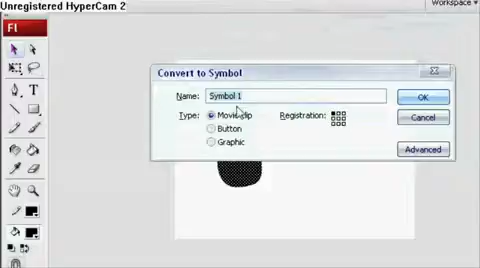 Unregistered HyperCam 2
Workspace
Fl
Convert to Symbol
Name: Symbol 1
OK
Type: Movie clip Registration:
Cancel
Button
Graphic
Advanced
T